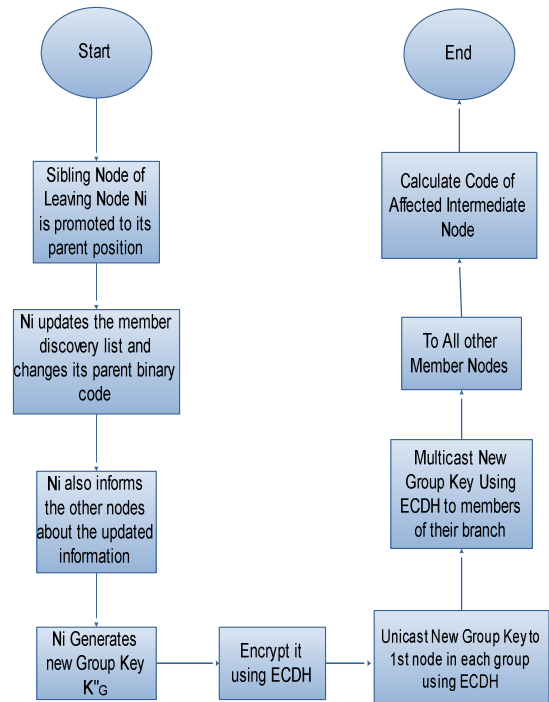 Start
Sibling Node of
Leaving Node Ni
is promoted to its
parent position
Ni updates the member
discovery list and
changes its parent binary
code
Ni also informs
the other nodes
about the updated
information
Ni Generates
new Group Key
K"G
Encrypt it
using ECDH
Unicast New Group Key to
1st node in each group
using ECDH
Multicast New
Group Key Using
ECDH to members
of their branch
To All other
Member Nodes
Calculate Code of
Affected Intermediate
Node
End